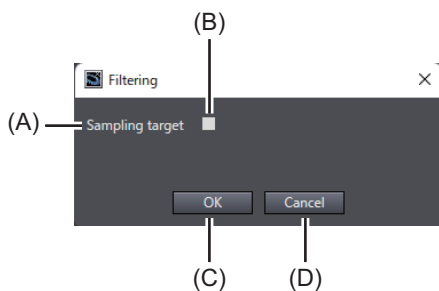 (B)
Filtering
(A) Sampling target
OK Cancel
(C) (D)